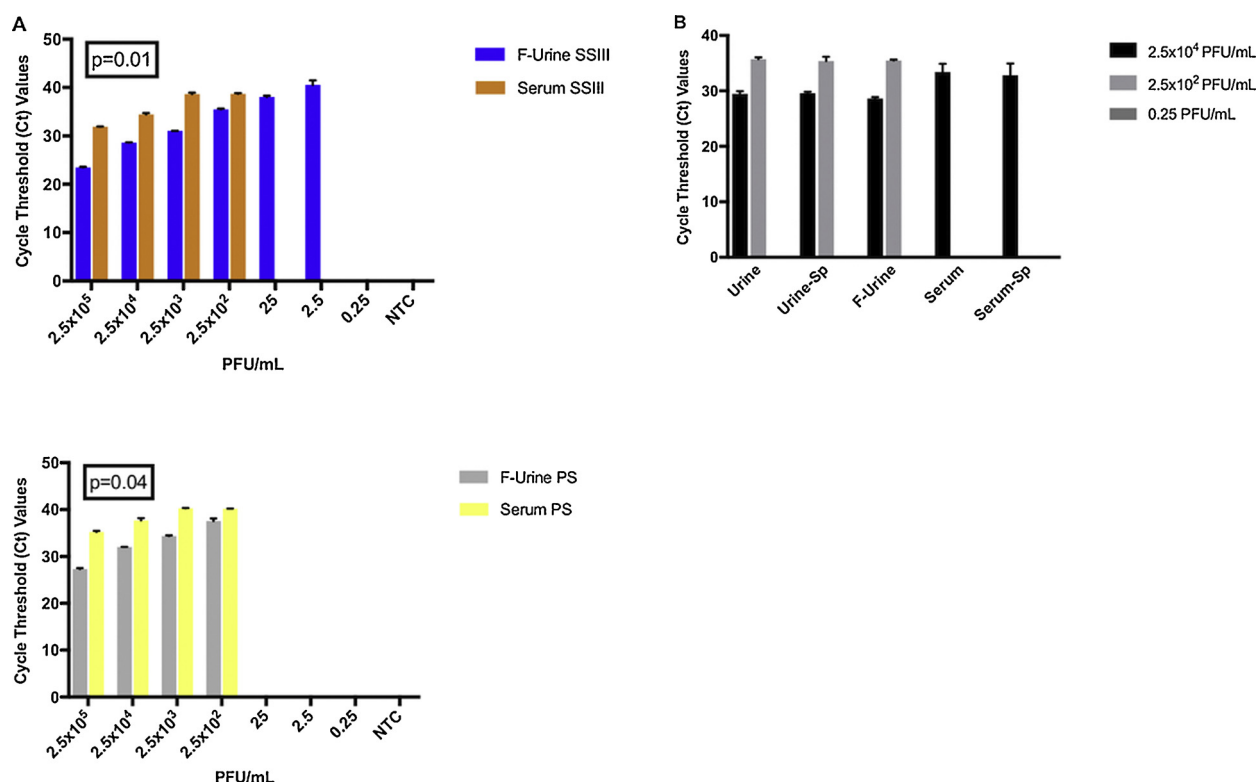 A
p=0.01
Cycle Threshold (Ct) Values
50
40
30
20
10
0
2.5x10⁵
2.5x10⁴
2.5x10³
2.5x10²
25
2.5
0.25
NTC
PFU/mL
F-Urine SSIII
Serum SSIII
B
Cycle Threshold (Ct) Values
40
30
20
10
0
Urine
Urine-Sp
F-Urine
Serum
Serum-Sp
2.5x10⁴ PFU/mL
2.5x10² PFU/mL
0.25 PFU/mL
p=0.04
Cycle Threshold (Ct) Values
50
40
30
20
10
0
2.5x10⁵
2.5x10⁴
2.5x10³
2.5x10²
25
2.5
0.25
NTC
PFU/mL
F-Urine PS
Serum PS